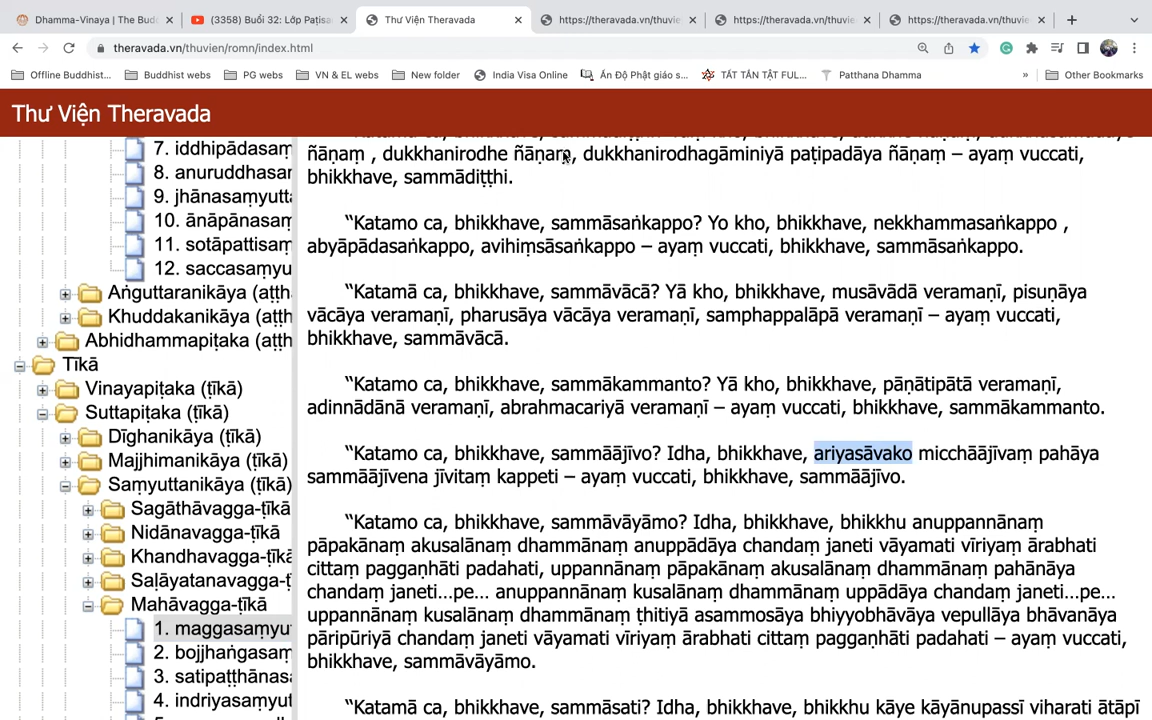 Dhamma-Vinaya | The Bud
(3358) Buổi 32: Lớp Paṭisa
Thư Viện Theravada
https://theravada.vn/thuvie
https://theravada.vn/thuvie
https://theravada.vn/thuvie
theravada.vn/thuvien/romn/index.html
Offline Buddhist...
Buddhist webs
PG webs
VN & EL webs
New folder
India Visa Online
Ấn Độ Phật giáo s...
TẤT TẦN TẬT FUL...
Patthana Dhamma
»
Other Bookmarks
Thư Viện Theravada
7. iddhipādasaṃ
8. anuruddhasaṃ
9. jhānasaṃyutta
10. ānāpānasaṃ
11. sotāpattisaṃ
12. saccasaṃyu
Aṅguttaranikāya (aṭṭh
Khuddakanikāya (aṭṭh
Abhidhammapiṭaka (aṭṭh
Tīkā
Vinayapiṭaka (ṭīkā)
Suttapiṭaka (ṭīkā)
Dīghanikāya (ṭīkā)
Majjhimanikāya (ṭīkā)
Saṃyuttanikāya (ṭīkā)
Sagāthāvagga-ṭīkā
Nidānavagga-ṭīkā
Khandhavagga-ṭīkā
Saḷāyatanavagga-ṭ
Mahāvagga-ṭīkā
1. maggasaṃyut
2. bojjhaṅgasaṃ
3. satipaṭṭhānasa
4. indriyasaṃyut
ñāṇaṃ , dukkhanirodhe ñāṇaṃ, dukkhanirodhagāminiyā paṭipadāya ñāṇaṃ – ayaṃ vuccati,
bhikkhave, sammādiṭṭhi.
“Katamo ca, bhikkhave, sammāsaṅkappo? Yo kho, bhikkhave, nekkhammasaṅkappo ,
abyāpādasaṅkappo, avihiṃsāsaṅkappo – ayaṃ vuccati, bhikkhave, sammāsaṅkappo.
“Katamā ca, bhikkhave, sammāvācā? Yā kho, bhikkhave, musāvādā veramaṇī, pisuṇāya
vācāya veramaṇī, pharusāya vācāya veramaṇī, samphappalāpā veramaṇī – ayaṃ vuccati,
bhikkhave, sammāvācā.
“Katamo ca, bhikkhave, sammākammanto? Yā kho, bhikkhave, pāṇātipātā veramaṇī,
adinnādānā veramaṇī, abrahmacariyā veramaṇī – ayaṃ vuccati, bhikkhave, sammākammanto.
“Katamo ca, bhikkhave, sammāājīvo? Idha, bhikkhave, ariyasāvako micchāājīvaṃ pahāya
sammāājīvena jīvitaṃ kappeti – ayaṃ vuccati, bhikkhave, sammāājīvo.
“Katamo ca, bhikkhave, sammāvāyāmo? Idha, bhikkhave, bhikkhu anuppannānaṃ
pāpakānaṃ akusalānaṃ dhammānaṃ anuppādāya chandaṃ janeti vāyamati vīriyaṃ ārabhati
cittaṃ paggaṇhāti padahati, uppannānaṃ pāpakānaṃ akusalānaṃ dhammānaṃ pahānāya
chandaṃ janeti…pe… anuppannānaṃ kusalānaṃ dhammānaṃ uppādāya chandaṃ janeti…pe…
uppannānaṃ kusalānaṃ dhammānaṃ ṭhitiyā asammosāya bhiyyobhāvāya vepullāya bhāvanāya
pāripūriyā chandaṃ janeti vāyamati vīriyaṃ ārabhati cittaṃ paggaṇhāti padahati – ayaṃ vuccati,
bhikkhave, sammāvāyāmo.
“Katamā ca, bhikkhave, sammāsati? Idha, bhikkhave, bhikkhu kāye kāyānupassī viharati ātāpī